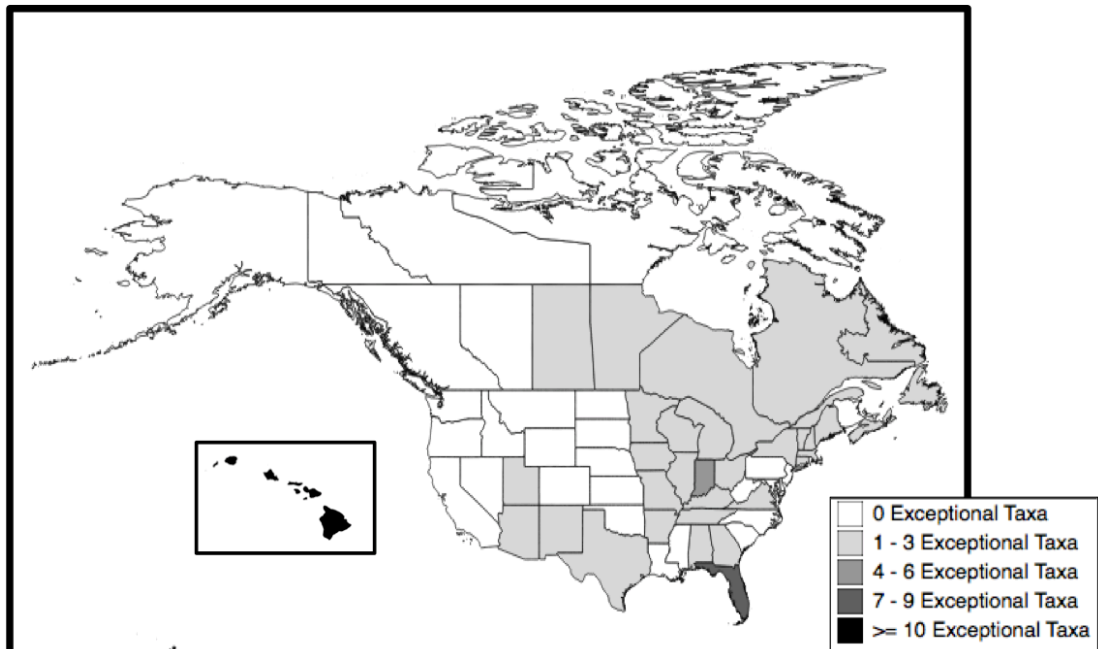 0 Exceptional Taxa
1 - 3 Exceptional Taxa
4 - 6 Exceptional Taxa
7 - 9 Exceptional Taxa
>= 10 Exceptional Taxa